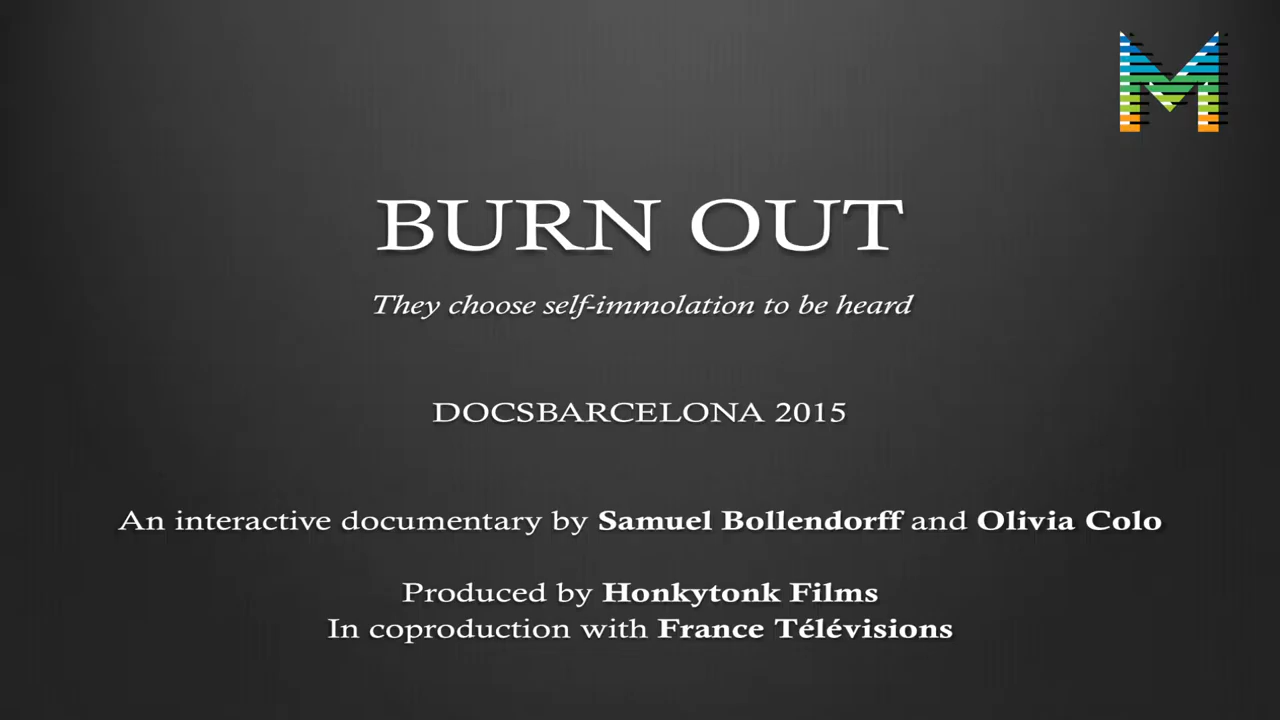 M
BURN OUT
They choose self-immolation to be heard
DOCSBARCELONA 2015
An interactive documentary by Samuel Bollendorff and Olivia Colo
Produced by Honkytonk Films
In coproduction with France Télévisions